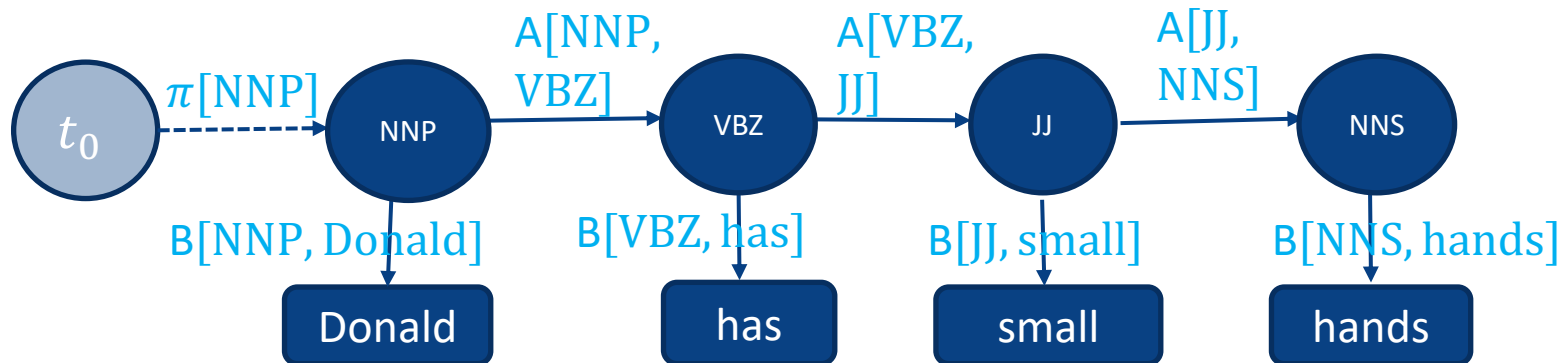 A[NNP,
VBZ]
A[VBZ,
JJ]
A[JJ,
NNS]
π[NNP]
t₀
NNP
VBZ
JJ
NNS
B[NNP, Donald]
B[VBZ, has]
B[JJ, small]
B[NNS, hands]
Donald
has
small
hands